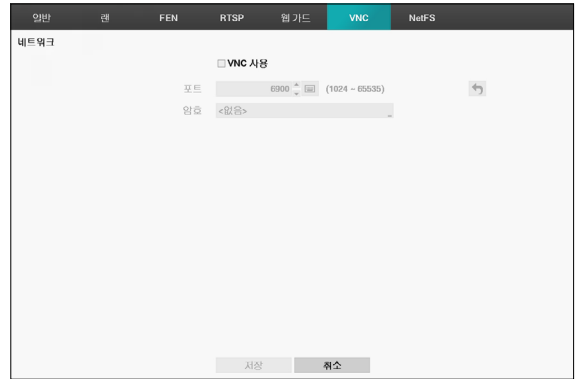 일반 랜 FEN RTSP 웹 가드 VNC NetFS
네트워크
VNC 사용
포트 6900 (1024 ~ 65535)
암호 <없음>
저장 취소